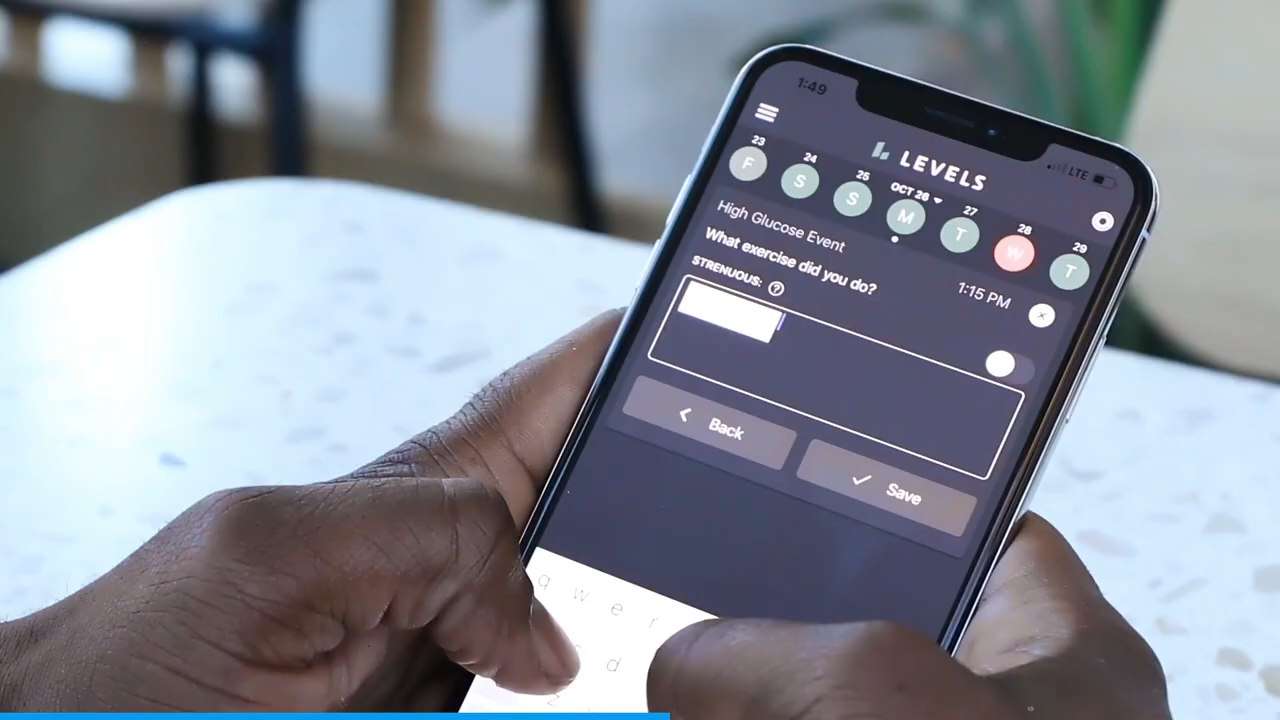 1:49
LTE
LEVELS
23 24 25 OCT 26 27 28 29
F S S M T W T
High Glucose Event
1:15 PM
What exercise did you do?
STRENUOUS: ?
Back
Save
q w e r
d
z